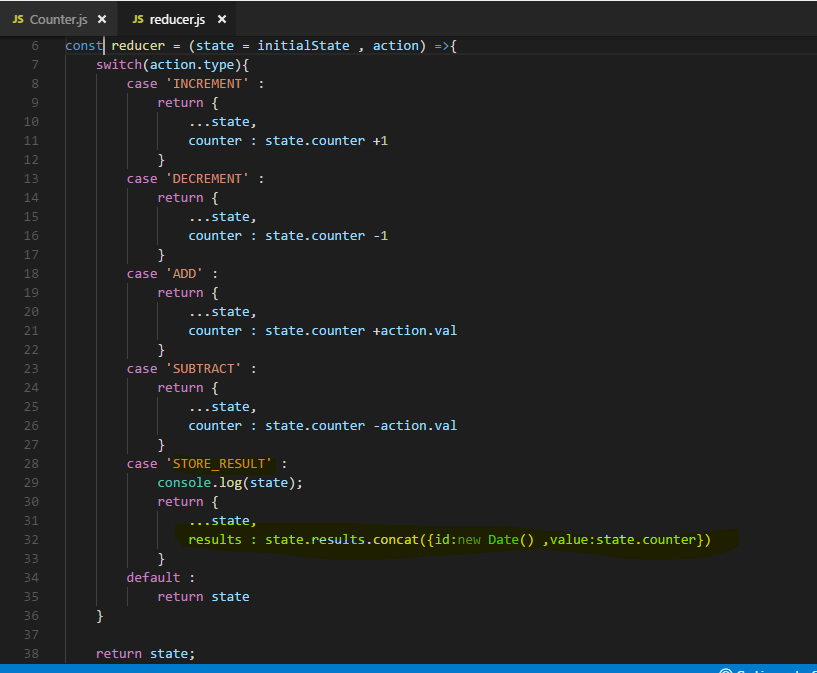 JS Counter.js × JS reducer.js ×
6 const reducer = (state = initialState , action) =>{
7 switch(action.type){
8 case 'INCREMENT' :
9 return {
10 ...state,
11 counter : state.counter +1
12 }
13 case 'DECREMENT' :
14 return {
15 ...state,
16 counter : state.counter -1
17 }
18 case 'ADD' :
19 return {
20 ...state,
21 counter : state.counter +action.val
22 }
23 case 'SUBTRACT' :
24 return {
25 ...state,
26 counter : state.counter -action.val
27 }
28 case 'STORE_RESULT' :
29 console.log(state);
30 return {
31 ...state,
32 results : state.results.concat({id:new Date() ,value:state.counter})
33 }
34 default :
35 return state
36 }
37
38 return state;